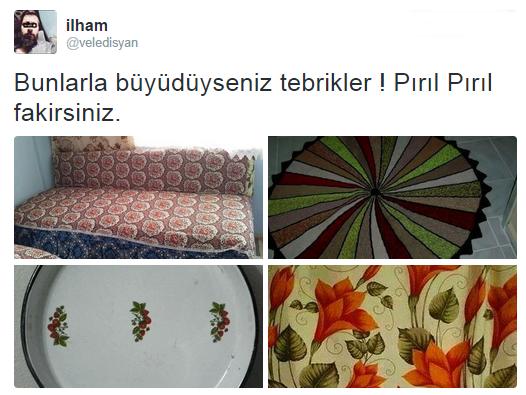 ilham
@veledisyan
Bunlarla büyüdüyseniz tebrikler ! Pırıl Pırıl
fakirsiniz.